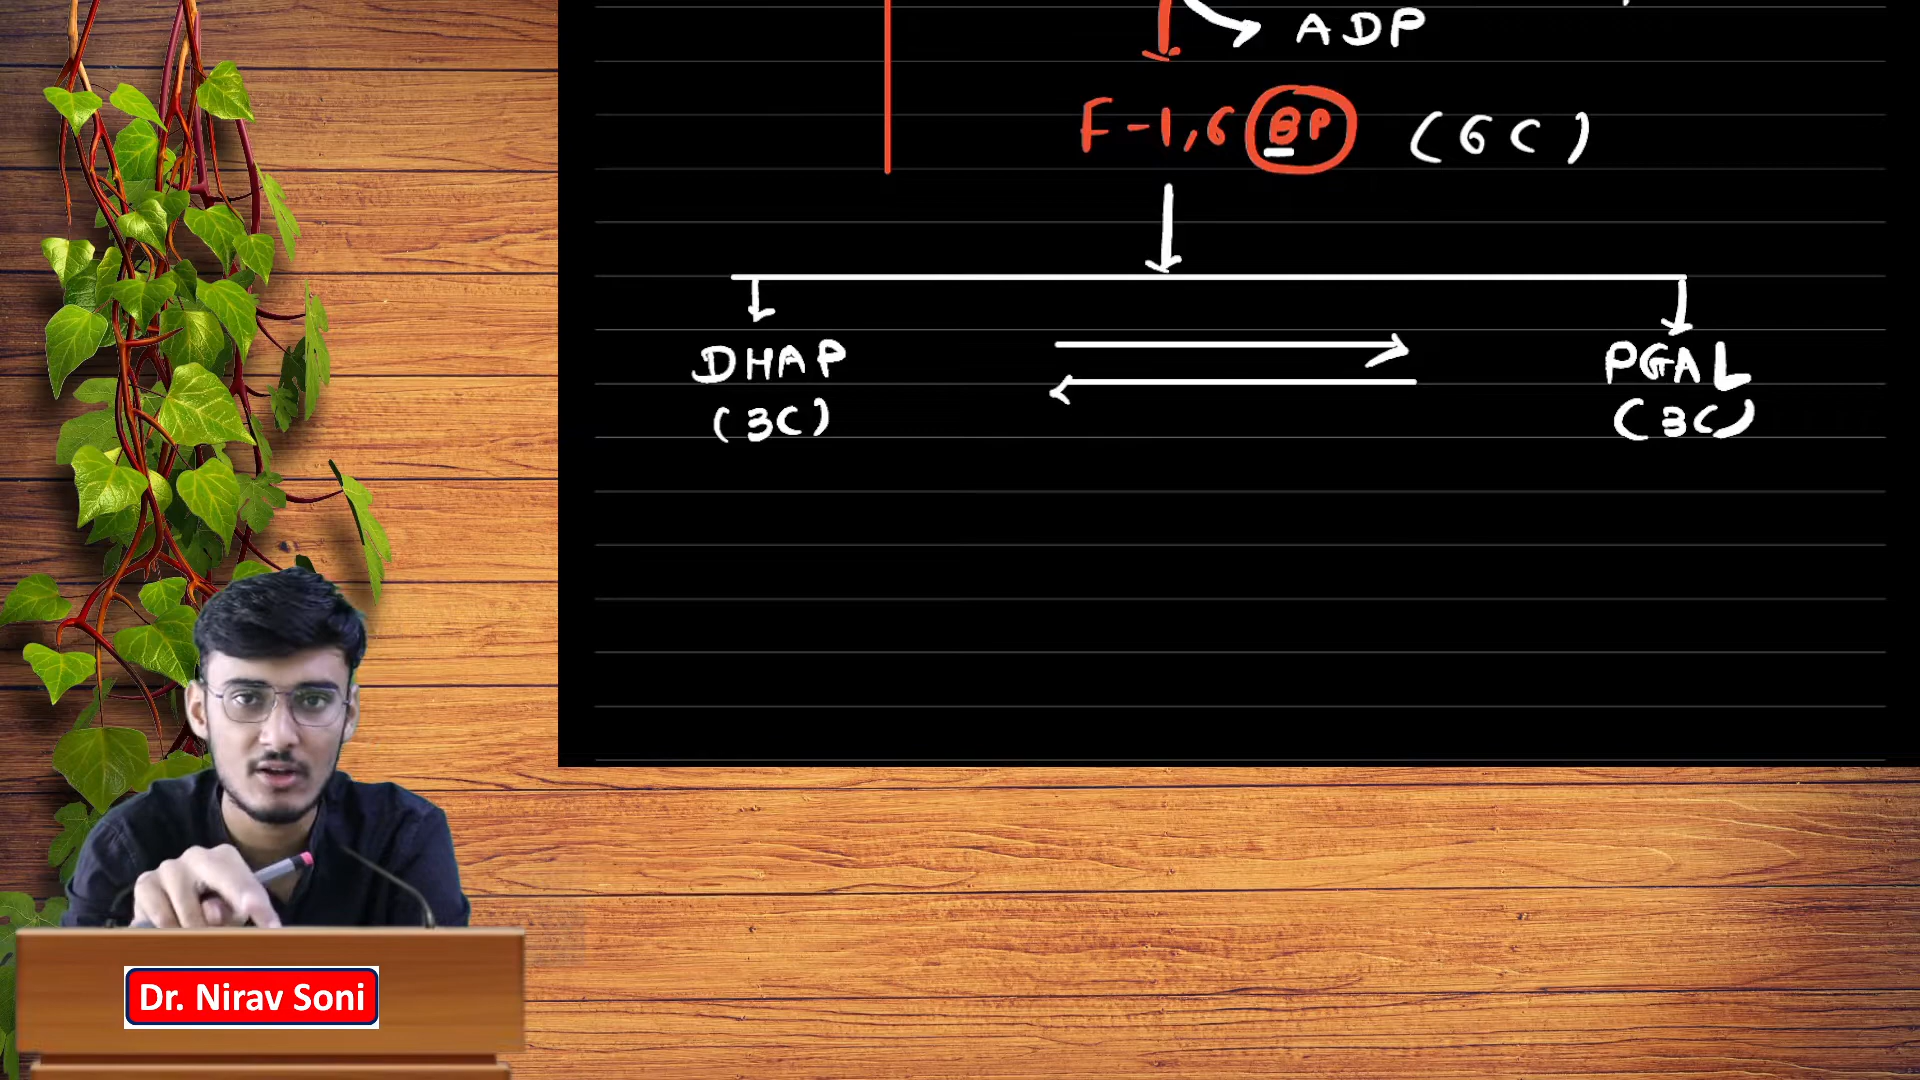 ADP
F-1,6 BP (6C)
DHAP PGAL
(3C) (3C)
Dr. Nirav Soni